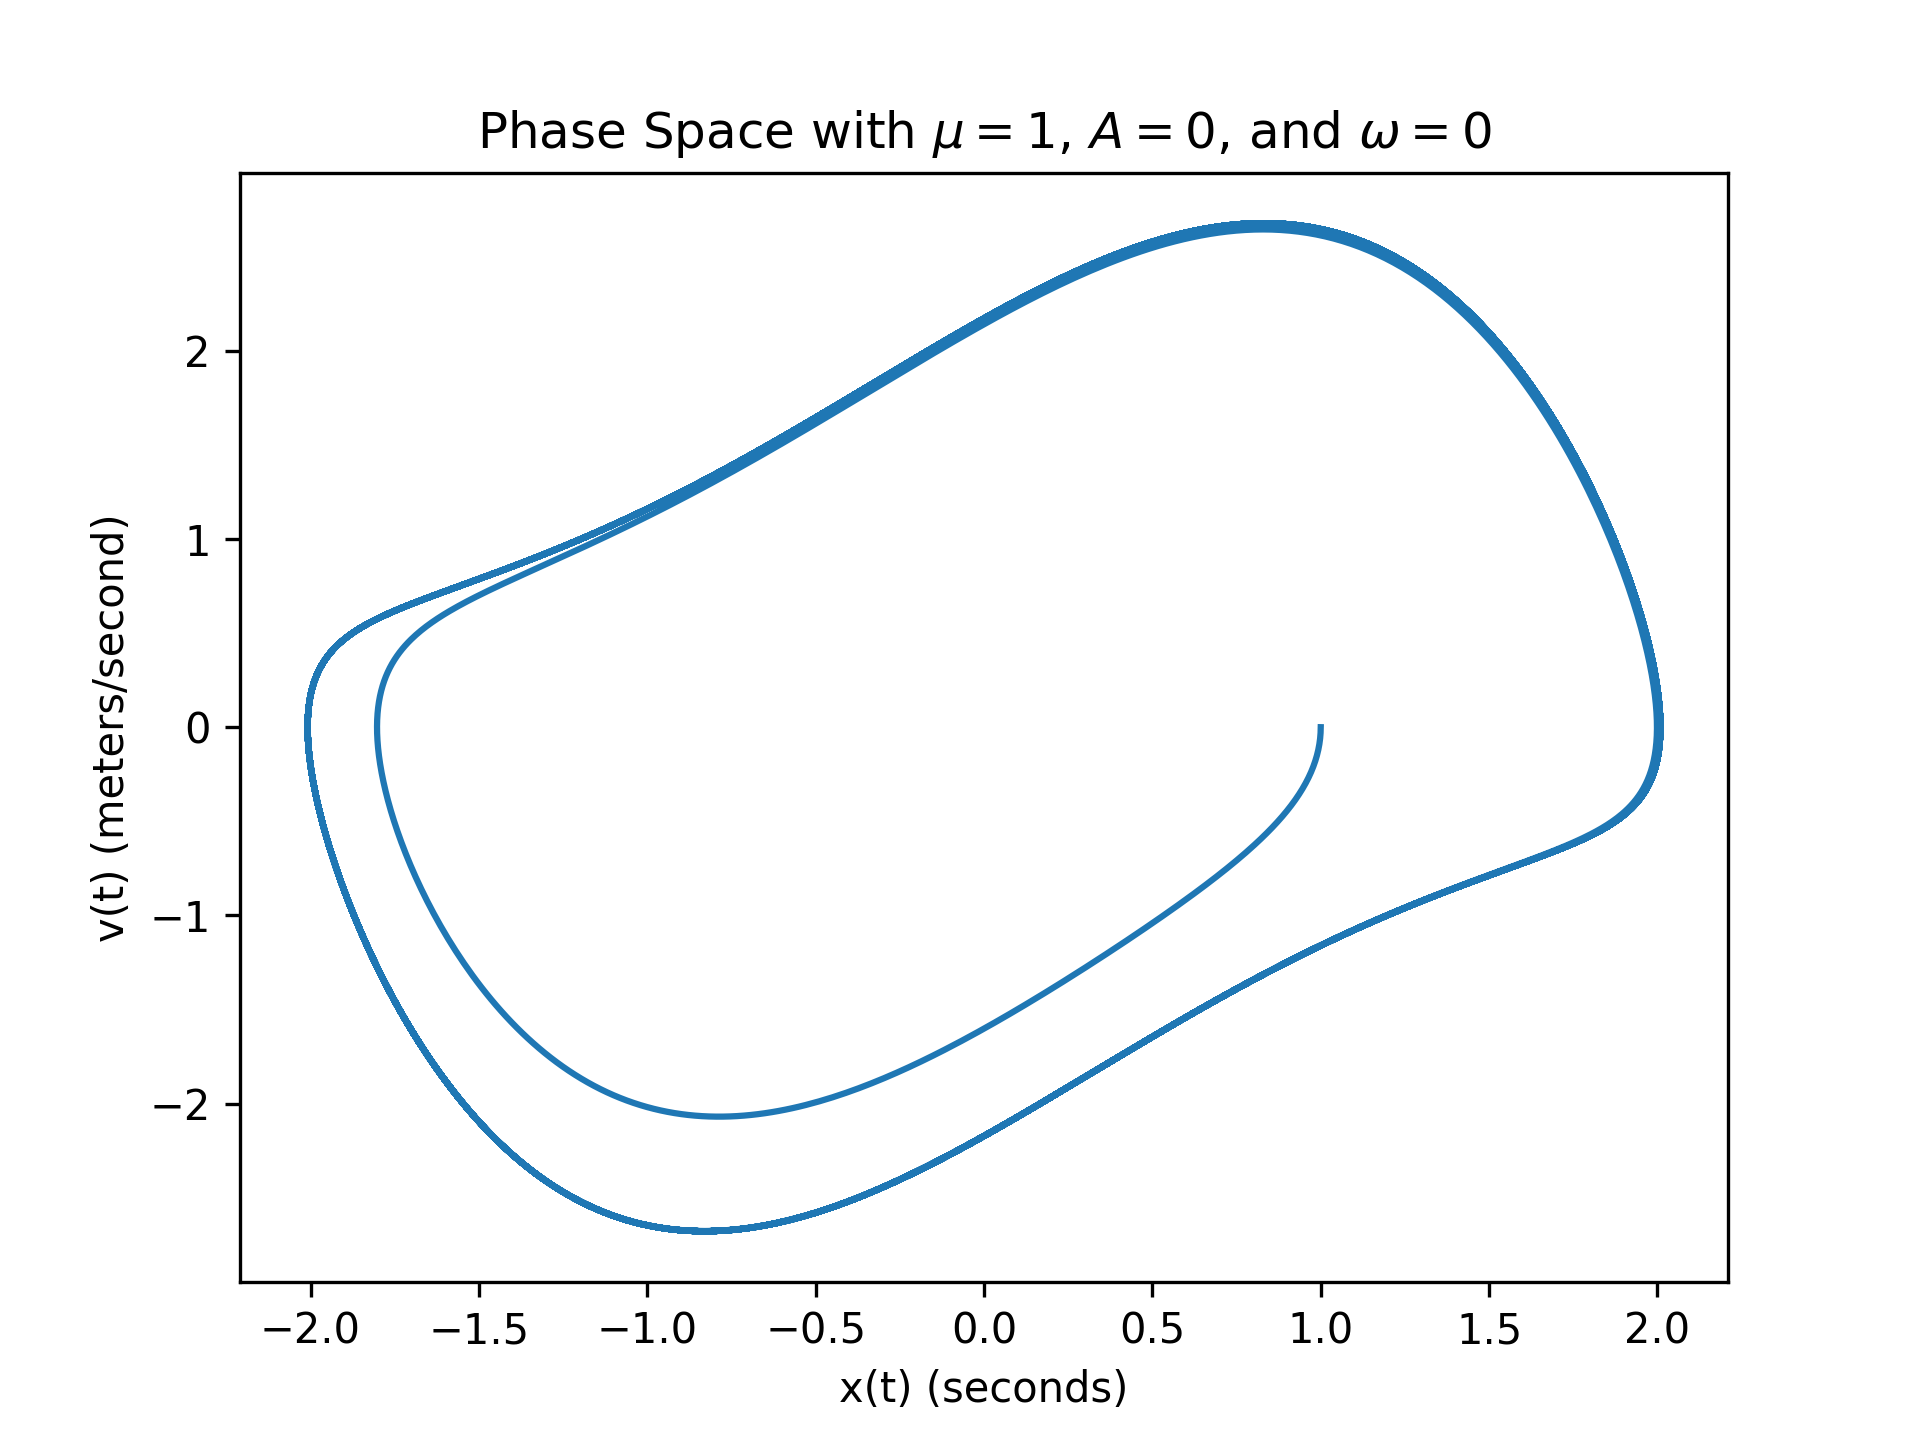 Phase Space with μ = 1, A = 0, and ω = 0
v(t) (meters/second)
2
1
0
−1
−2
−2.0 −1.5 −1.0 −0.5 0.0 0.5 1.0 1.5 2.0
x(t) (seconds)